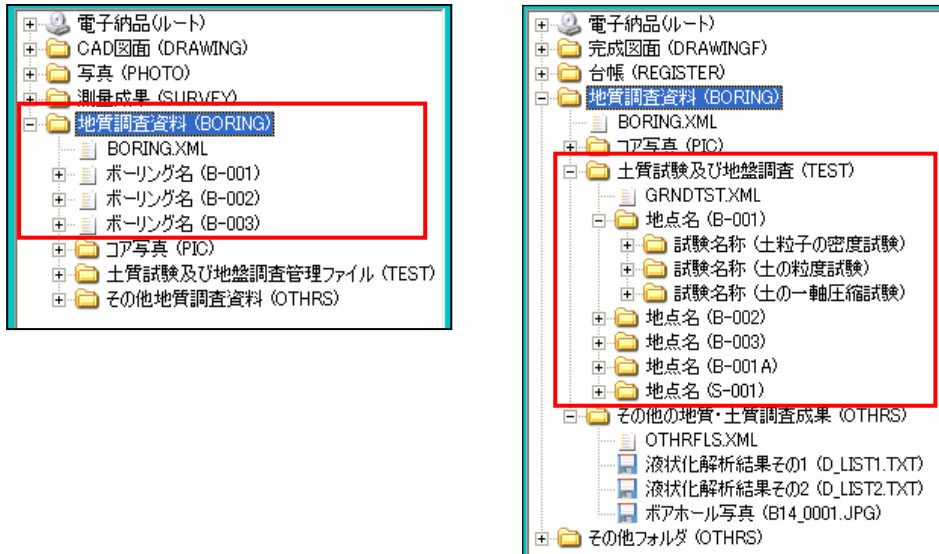 電子納品(ルート)
CAD図面 (DRAWING)
写真 (PHOTO)
測量成果 (SURVEY)
地質調査資料 (BORING)
BORING.XML
ボーリング名 (B-001)
ボーリング名 (B-002)
ボーリング名 (B-003)
コア写真 (PIC)
土質試験及び地盤調査管理ファイル (TEST)
その他地質調査資料 (OTHRS)
電子納品(ルート)
完成図面 (DRAWINGF)
台帳 (REGISTER)
地質調査資料 (BORING)
BORING.XML
コア写真 (PIC)
土質試験及び地盤調査 (TEST)
GRNDTST.XML
地点名 (B-001)
試験名称 (土粒子の密度試験)
試験名称 (土の粒度試験)
試験名称 (土の一軸圧縮試験)
地点名 (B-002)
地点名 (B-003)
地点名 (B-001A)
地点名 (S-001)
その他の地質・土質調査成果 (OTHRS)
OTHRFLS.XML
液状化解析結果その1 (D_LIST1.TXT)
液状化解析結果その2 (D_LIST2.TXT)
ボアホール写真 (B14_0001.JPG)
その他フォルダ (OTHRS)